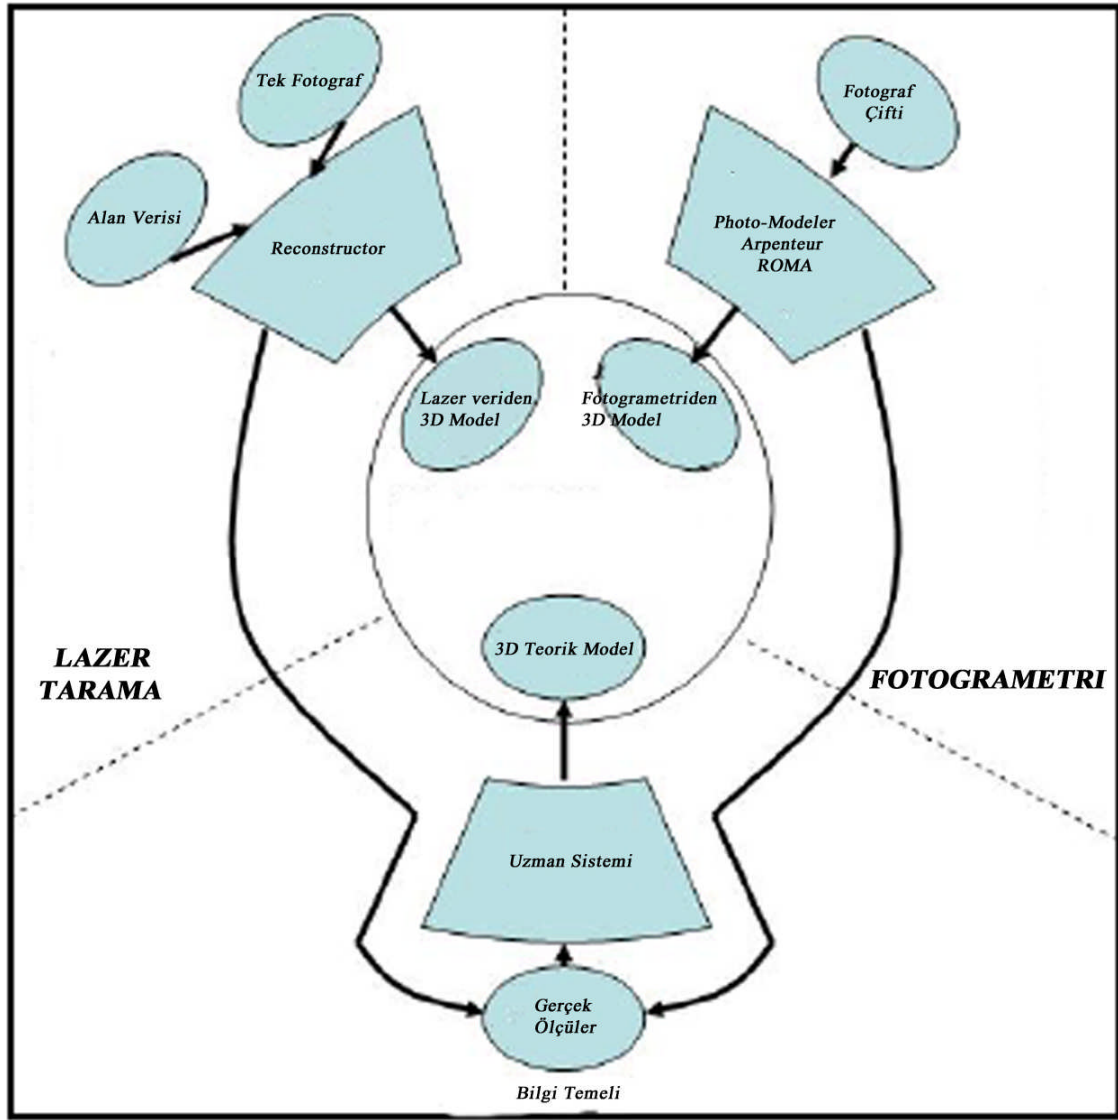 Tek Fotograf
Fotograf
Çifti
Alan Verisi
Reconstructor
Photo-Modeler
Arpenteur
ROMA
Lazer veriden
3D Model
Fotogrametriden
3D Model
3D Teorik Model
LAZER
TARAMA
FOTOGRAMETRI
Uzman Sistemi
Gerçek
Ölçüler
Bilgi Temeli